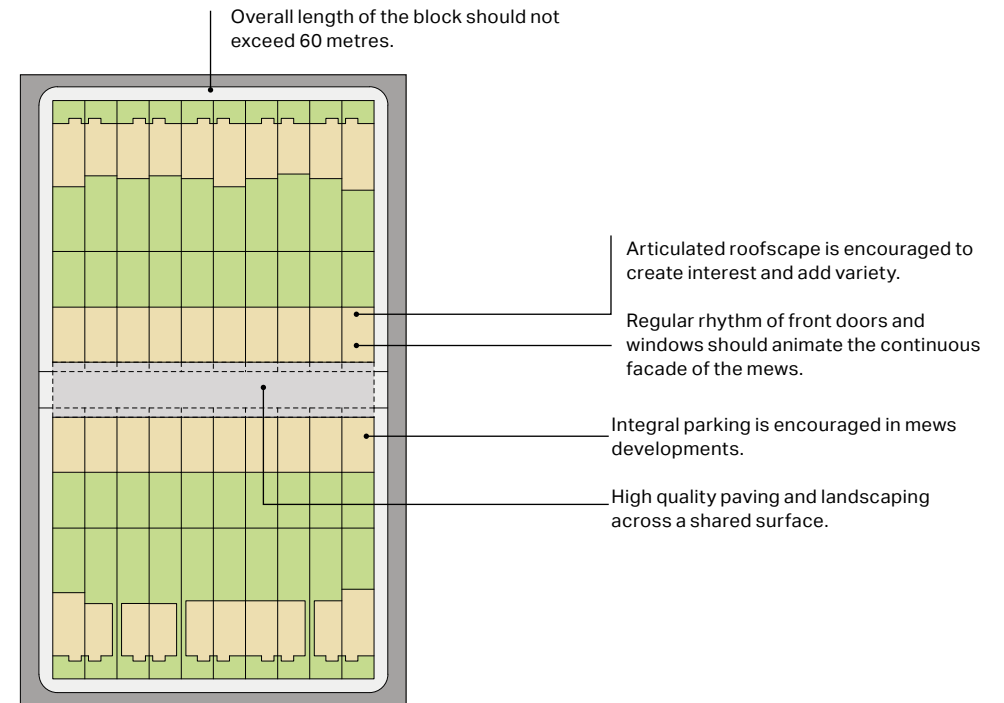 Overall length of the block should not
exceed 60 metres.
Articulated roofscape is encouraged to
create interest and add variety.
Regular rhythm of front doors and
windows should animate the continuous
facade of the mews.
Integral parking is encouraged in mews
developments.
High quality paving and landscaping
across a shared surface.